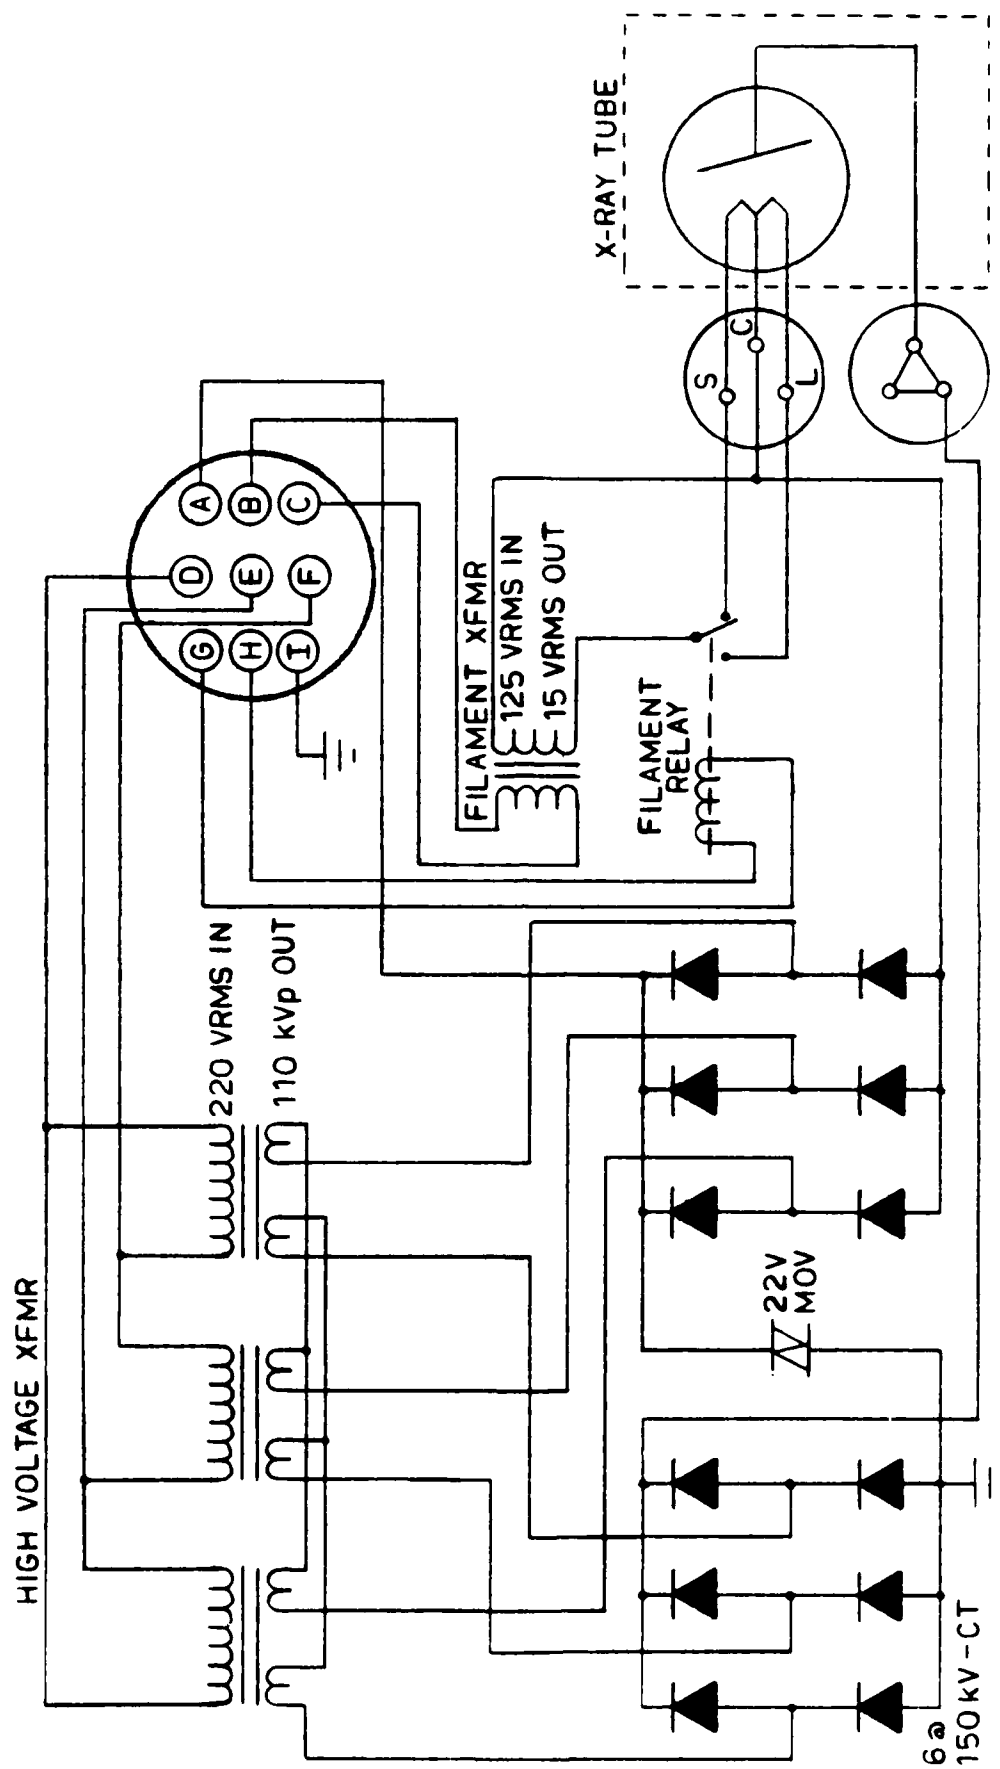 HIGH VOLTAGE XFMR
220 VRMS IN
110 kVp OUT
A
B
C
D
E
F
G
H
I
FILAMENT XFMR
125 VRMS IN
15 VRMS OUT
FILAMENT
RELAY
X-RAY TUBE
S
C
L
22V
MOV
6@
150kV-CT